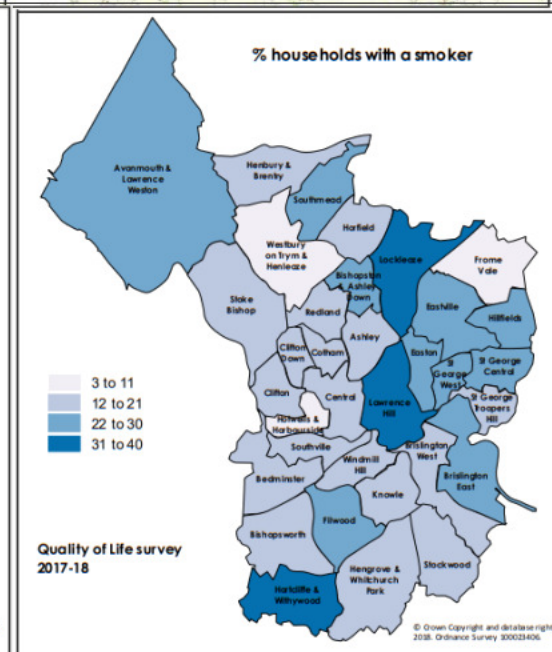 % households with a smoker
Avonmouth &
Lawrence
Weston
Henbury &
Brentry
Southmead
Horfield
Westbury
on Trym &
Henleaze
Lockleaze
Frome
Vale
Bishopston
& Ashley
Down
Stoke
Bishop
Eastville
Hillfields
Redland
Ashley
Clifton
Down
Cotham
Easton
St
George
West
St George
Central
Clifton
Central
Lawrence
Hill
St George
Troopers
Hill
Hotwells &
Harbourside
Southville
Brislington
West
Windmill
Hill
Bedminster
Knowle
Brislington
East
Filwood
Bishopsworth
Stockwood
Hengrove &
Whitchurch
Park
Hartcliffe &
Withywood
3 to 11
12 to 21
22 to 30
31 to 40
Quality of Life survey
2017-18
© Crown Copyright and database right
2018. Ordnance Survey 100023406.